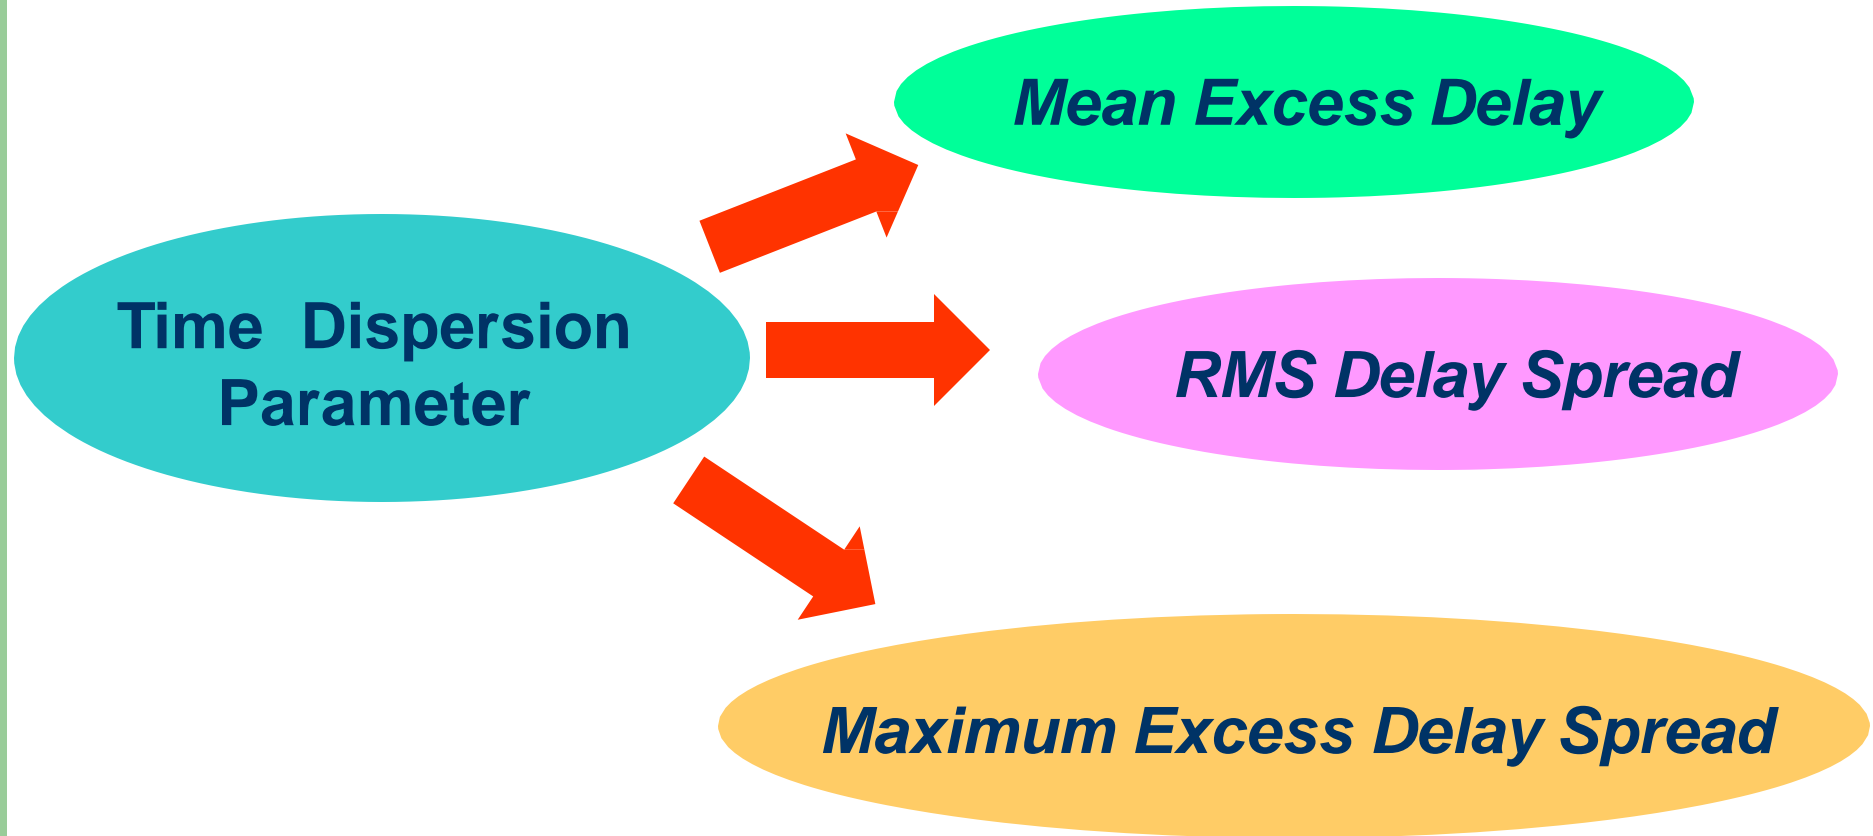 Mean Excess Delay
Time Dispersion
Parameter
RMS Delay Spread
Maximum Excess Delay Spread